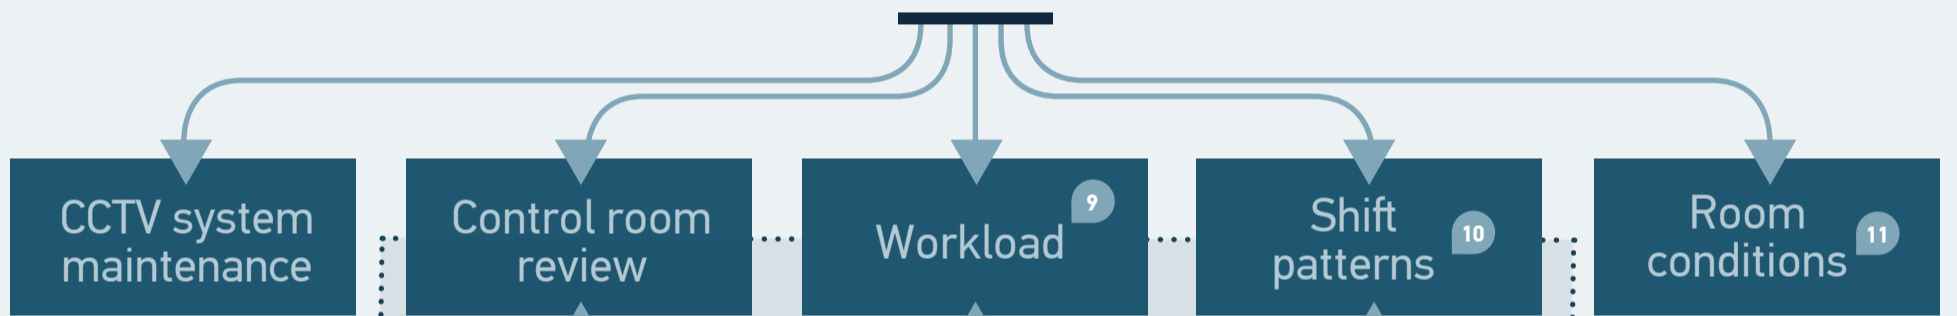 CCTV system
maintenance
Control room
review
Workload
9
Shift
patterns
10
Room
conditions
11